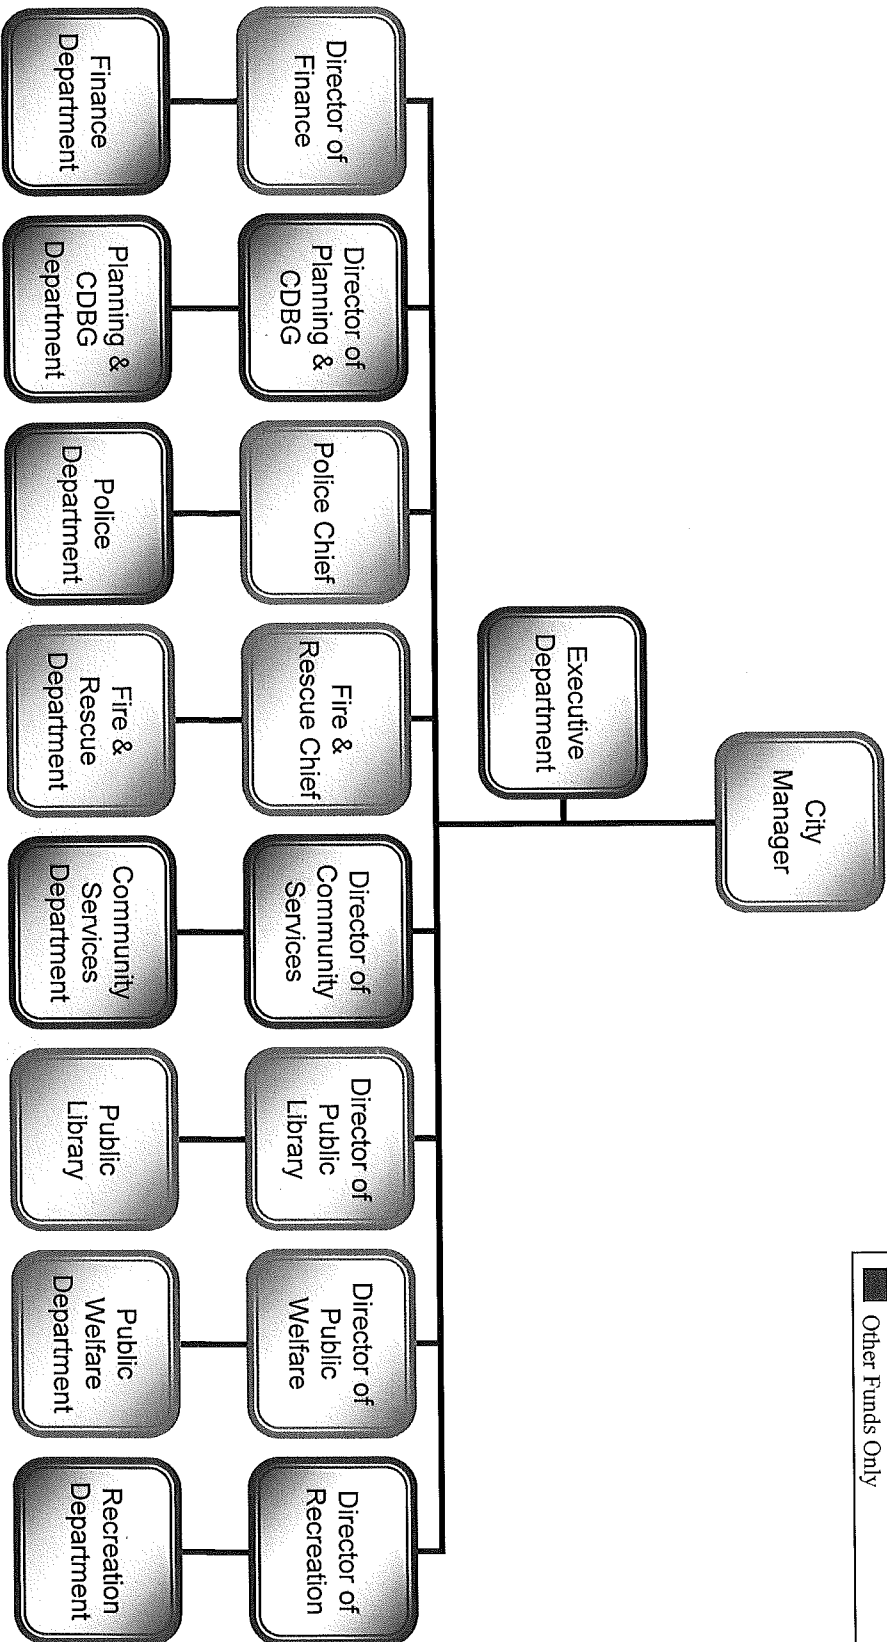 Other Funds Only
City
Manager
Executive
Department
Director of
Finance
Director of
Planning &
CDBG
Police Chief
Fire &
Rescue Chief
Director of
Community
Services
Director of
Public
Library
Director of
Public
Welfare
Director of
Recreation
Finance
Department
Planning &
CDBG
Department
Police
Department
Fire &
Rescue
Department
Community
Services
Department
Public
Library
Public
Welfare
Department
Recreation
Department